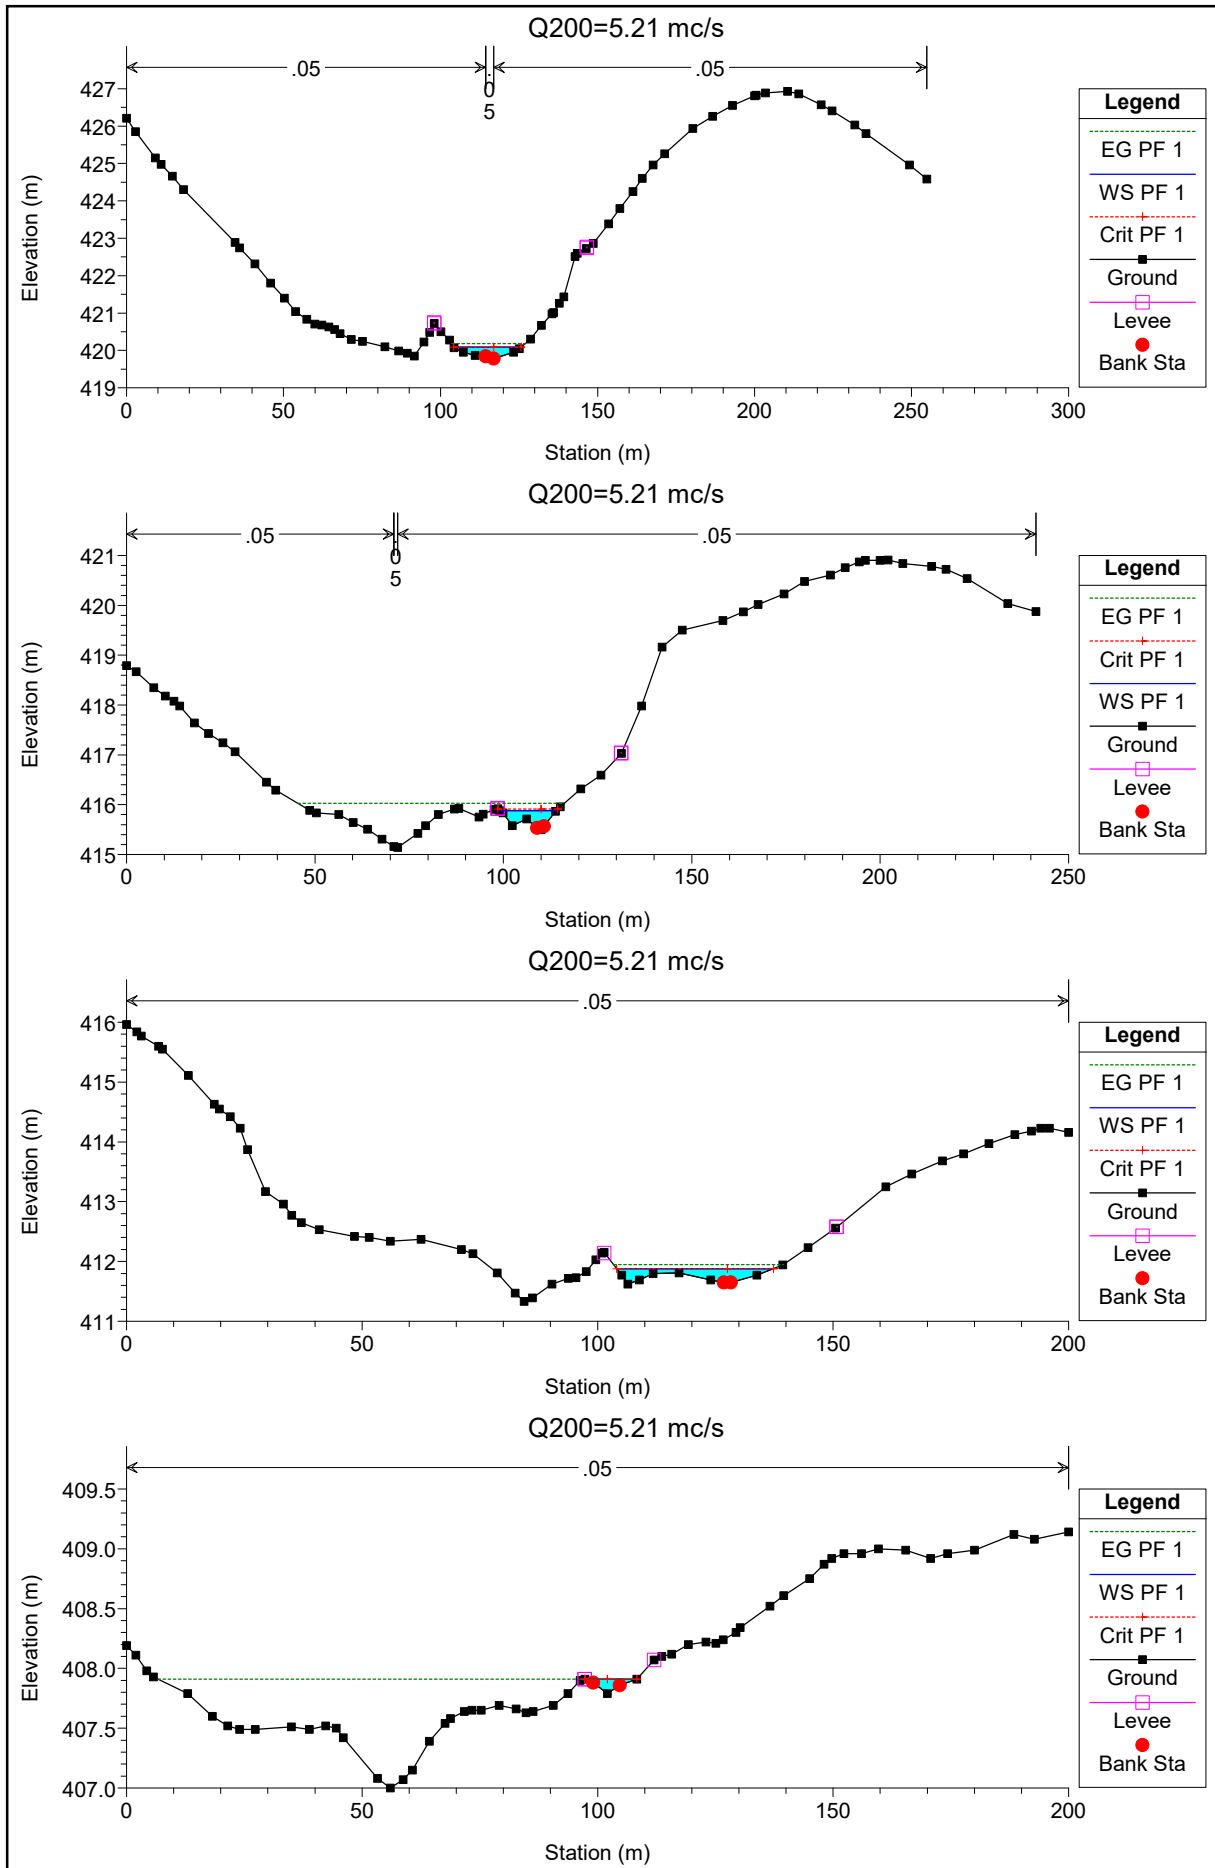 Q200=5.21 mc/s
.05 .05 .05
427
426
425
424
423
422
421
420
419
Elevation (m)
0 50 100 150 200 250 300
Station (m)
Legend
EG PF 1
WS PF 1
Crit PF 1
Ground
Levee
Bank Sta
Q200=5.21 mc/s
.05 .05 .05
421
420
419
418
417
416
415
Elevation (m)
0 50 100 150 200 250
Station (m)
Legend
EG PF 1
Crit PF 1
WS PF 1
Ground
Levee
Bank Sta
Q200=5.21 mc/s
.05
416
415
414
413
412
411
Elevation (m)
0 50 100 150 200
Station (m)
Legend
EG PF 1
WS PF 1
Crit PF 1
Ground
Levee
Bank Sta
Q200=5.21 mc/s
.05
409.5
409.0
408.5
408.0
407.5
407.0
Elevation (m)
0 50 100 150 200
Station (m)
Legend
EG PF 1
WS PF 1
Crit PF 1
Ground
Levee
Bank Sta